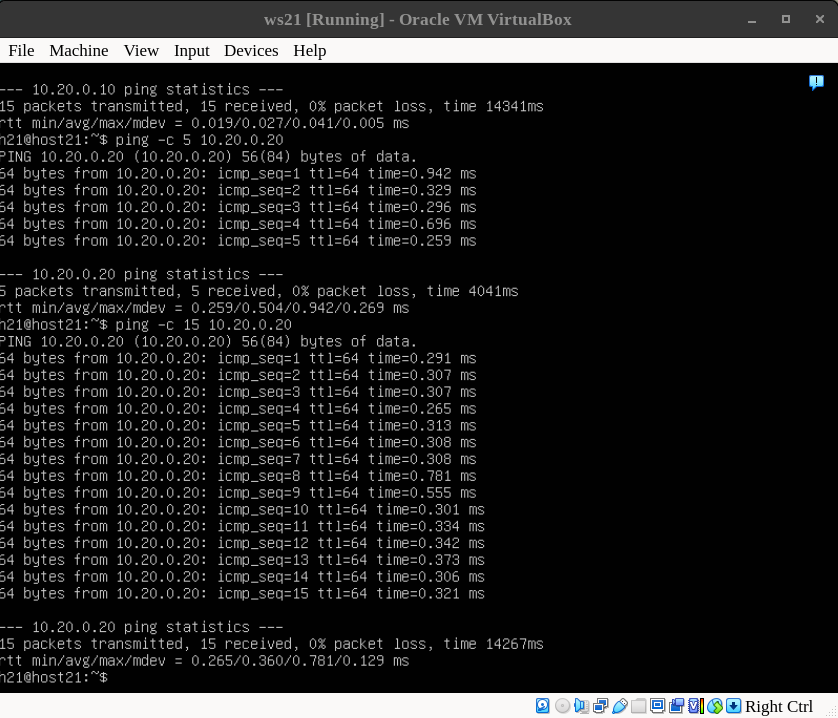 ws21 [Running] - Oracle VM VirtualBox
File Machine View Input Devices Help
--- 10.20.0.10 ping statistics ---
15 packets transmitted, 15 received, 0% packet loss, time 14341ms
rtt min/avg/max/mdev = 0.019/0.027/0.041/0.005 ms
h21@host21:~$ ping -c 5 10.20.0.20
PING 10.20.0.20 (10.20.0.20) 56(84) bytes of data.
64 bytes from 10.20.0.20: icmp_seq=1 ttl=64 time=0.942 ms
64 bytes from 10.20.0.20: icmp_seq=2 ttl=64 time=0.329 ms
64 bytes from 10.20.0.20: icmp_seq=3 ttl=64 time=0.296 ms
64 bytes from 10.20.0.20: icmp_seq=4 ttl=64 time=0.696 ms
64 bytes from 10.20.0.20: icmp_seq=5 ttl=64 time=0.259 ms
--- 10.20.0.20 ping statistics ---
5 packets transmitted, 5 received, 0% packet loss, time 4041ms
rtt min/avg/max/mdev = 0.259/0.504/0.942/0.269 ms
h21@host21:~$ ping -c 15 10.20.0.20
PING 10.20.0.20 (10.20.0.20) 56(84) bytes of data.
64 bytes from 10.20.0.20: icmp_seq=1 ttl=64 time=0.291 ms
64 bytes from 10.20.0.20: icmp_seq=2 ttl=64 time=0.307 ms
64 bytes from 10.20.0.20: icmp_seq=3 ttl=64 time=0.307 ms
64 bytes from 10.20.0.20: icmp_seq=4 ttl=64 time=0.265 ms
64 bytes from 10.20.0.20: icmp_seq=5 ttl=64 time=0.313 ms
64 bytes from 10.20.0.20: icmp_seq=6 ttl=64 time=0.308 ms
64 bytes from 10.20.0.20: icmp_seq=7 ttl=64 time=0.308 ms
64 bytes from 10.20.0.20: icmp_seq=8 ttl=64 time=0.781 ms
64 bytes from 10.20.0.20: icmp_seq=9 ttl=64 time=0.555 ms
64 bytes from 10.20.0.20: icmp_seq=10 ttl=64 time=0.301 ms
64 bytes from 10.20.0.20: icmp_seq=11 ttl=64 time=0.334 ms
64 bytes from 10.20.0.20: icmp_seq=12 ttl=64 time=0.342 ms
64 bytes from 10.20.0.20: icmp_seq=13 ttl=64 time=0.373 ms
64 bytes from 10.20.0.20: icmp_seq=14 ttl=64 time=0.306 ms
64 bytes from 10.20.0.20: icmp_seq=15 ttl=64 time=0.321 ms
--- 10.20.0.20 ping statistics ---
15 packets transmitted, 15 received, 0% packet loss, time 14267ms
rtt min/avg/max/mdev = 0.265/0.360/0.781/0.129 ms
h21@host21:~$
Right Ctrl